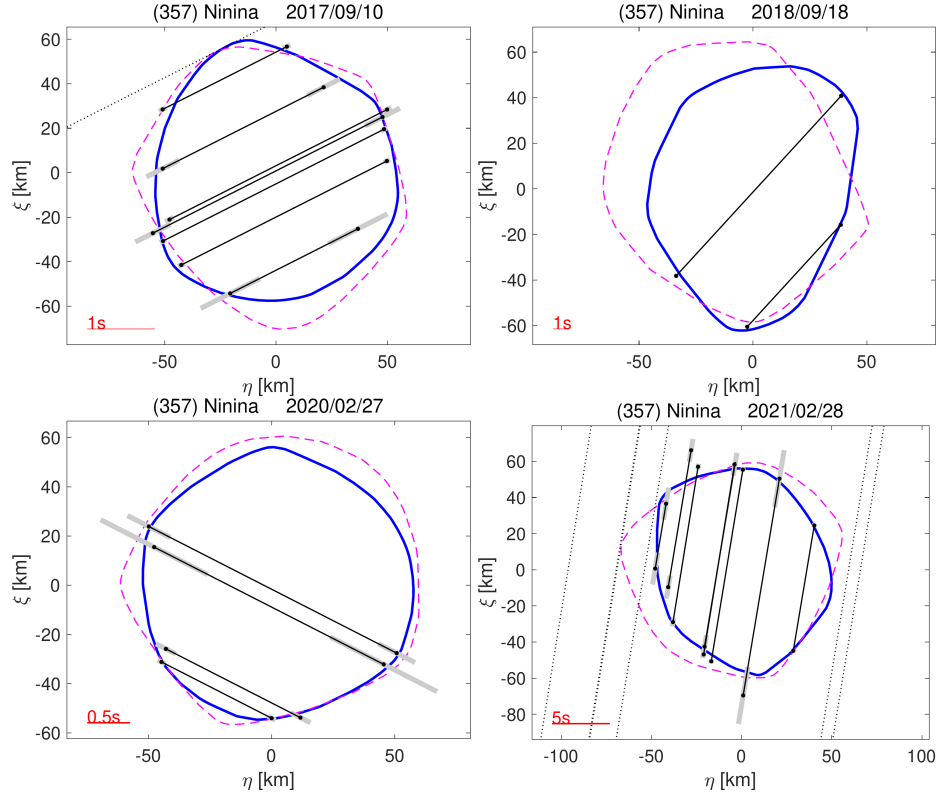 (357) Ninina 2017/09/10
60
40
20
0
-20
-40
-60
ξ [km]
1s
-50
0
50
η [km]
(357) Ninina 2018/09/18
60
40
20
0
-20
-40
-60
ξ [km]
1s
-50
0
50
η [km]
(357) Ninina 2020/02/27
60
40
20
0
-20
-40
-60
ξ [km]
0.5s
-50
0
50
η [km]
(357) Ninina 2021/02/28
60
40
20
0
-20
-40
-60
-80
ξ [km]
5s
-100
-50
0
50
100
η [km]